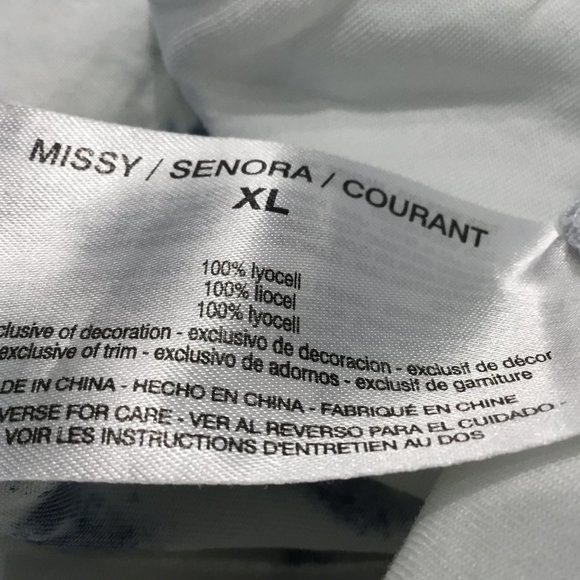 MISSY / SENORA / COURANT
XL
100% lyocell
100% liocel
100% lyocell
clusive of decoration - exclusivo de decoracion - exclusif de décor
exclusive of trim - exclusivo de adornos - exclusif de garniture
DE IN CHINA - HECHO EN CHINA - FABRIQUÉ EN CHINE
VERSE FOR CARE - VER AL REVERSO PARA EL CUIDADO -
VOIR LES INSTRUCTIONS D'ENTRETIEN AU DOS